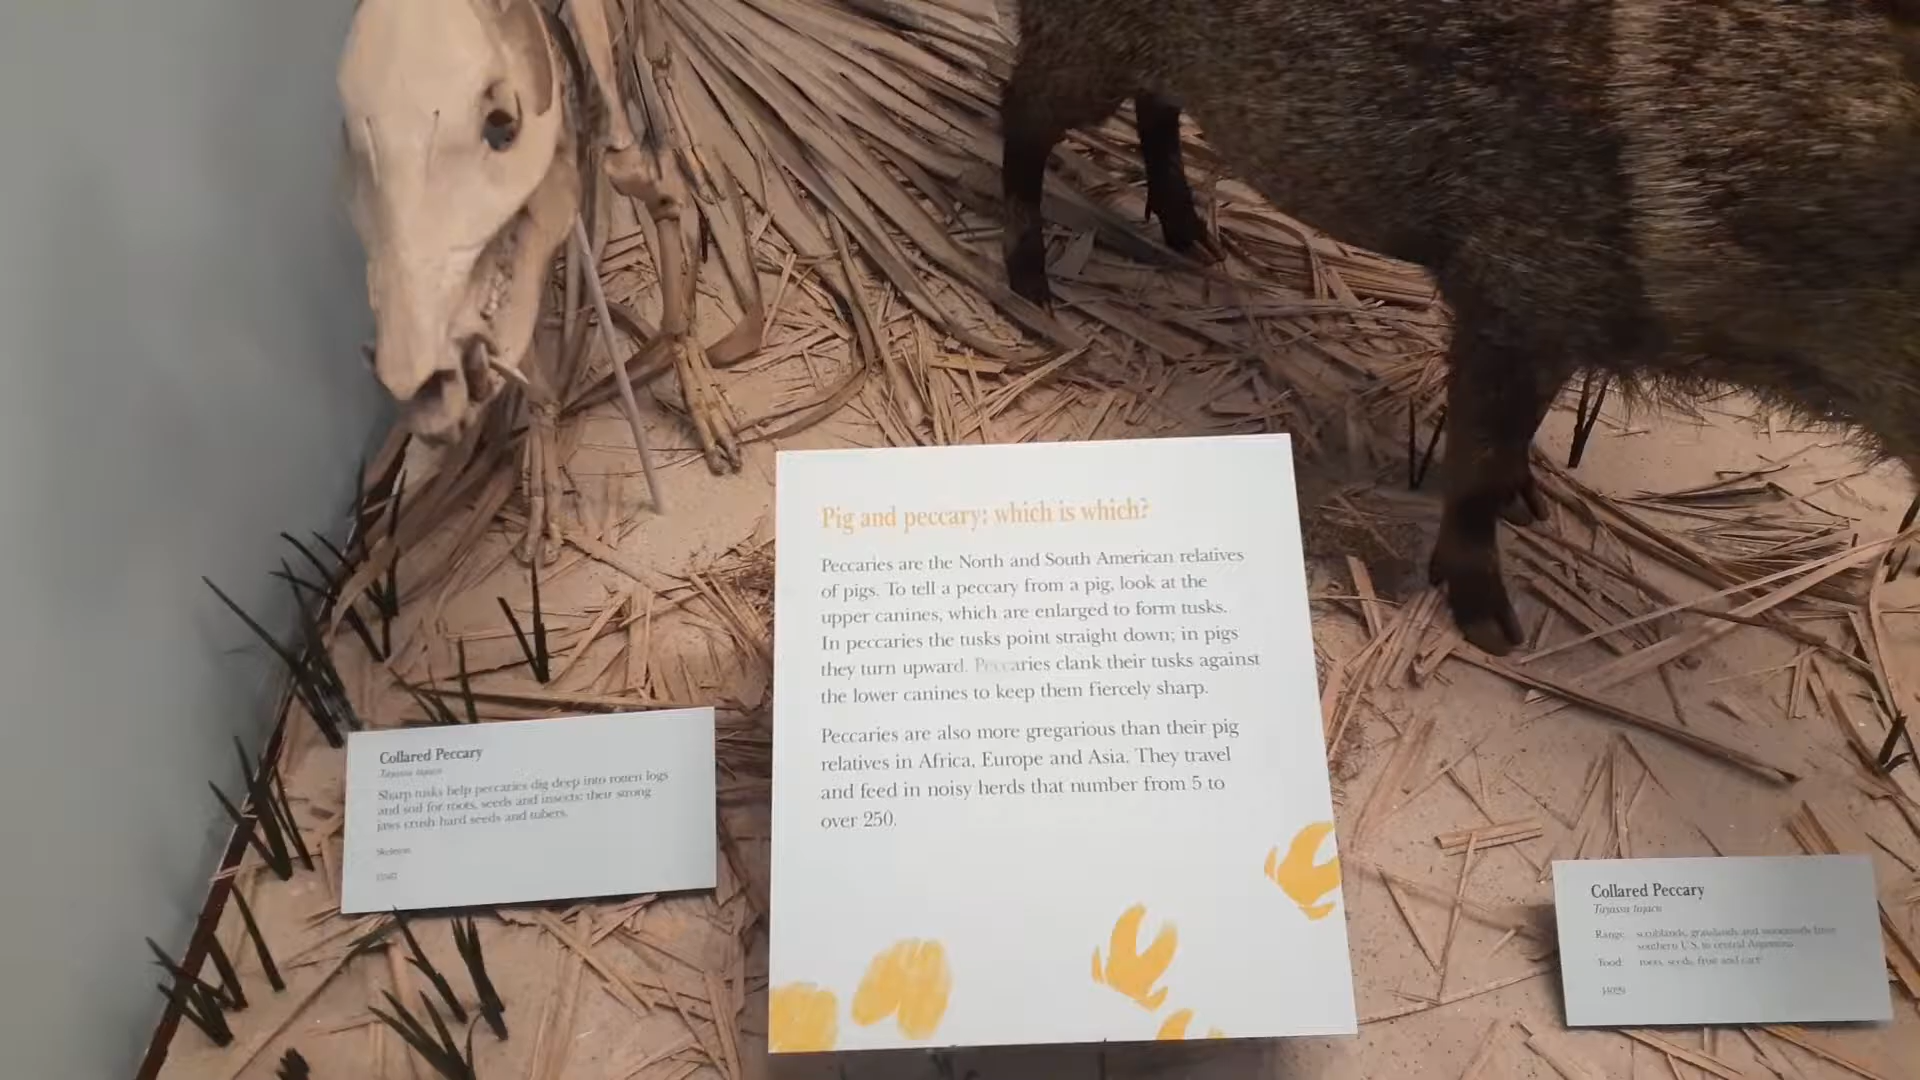 Pig and peccary: which is which?
Peccaries are the North and South American relatives
of pigs. To tell a peccary from a pig, look at the
upper canines, which are enlarged to form tusks.
In peccaries the tusks point straight down; in pigs
they turn upward. Peccaries clank their tusks against
the lower canines to keep them fiercely sharp.
Peccaries are also more gregarious than their pig
relatives in Africa, Europe and Asia. They travel
and feed in noisy herds that number from 5 to
over 250.
Collared Peccary
Tayassu tajacu
Sharp tusks help peccaries dig deep into rotten logs
and soil for roots, seeds and insects; their strong
jaws crush hard seeds and tubers.
Skeleton
Collared Peccary
Tayassu tajacu
Range: scrublands, grasslands and woodlands from
southern U.S. to central Argentina
Food: roots, seeds, fruit and cacti